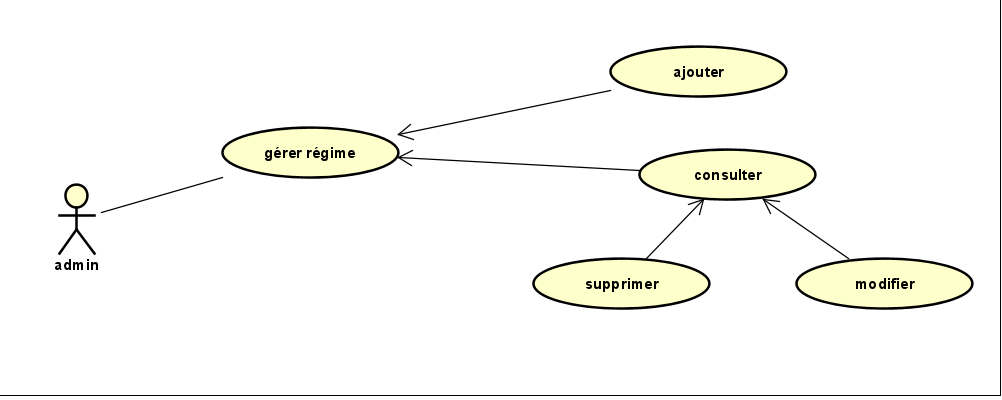 ajouter
gérer régime
consulter
admin
supprimer
modifier